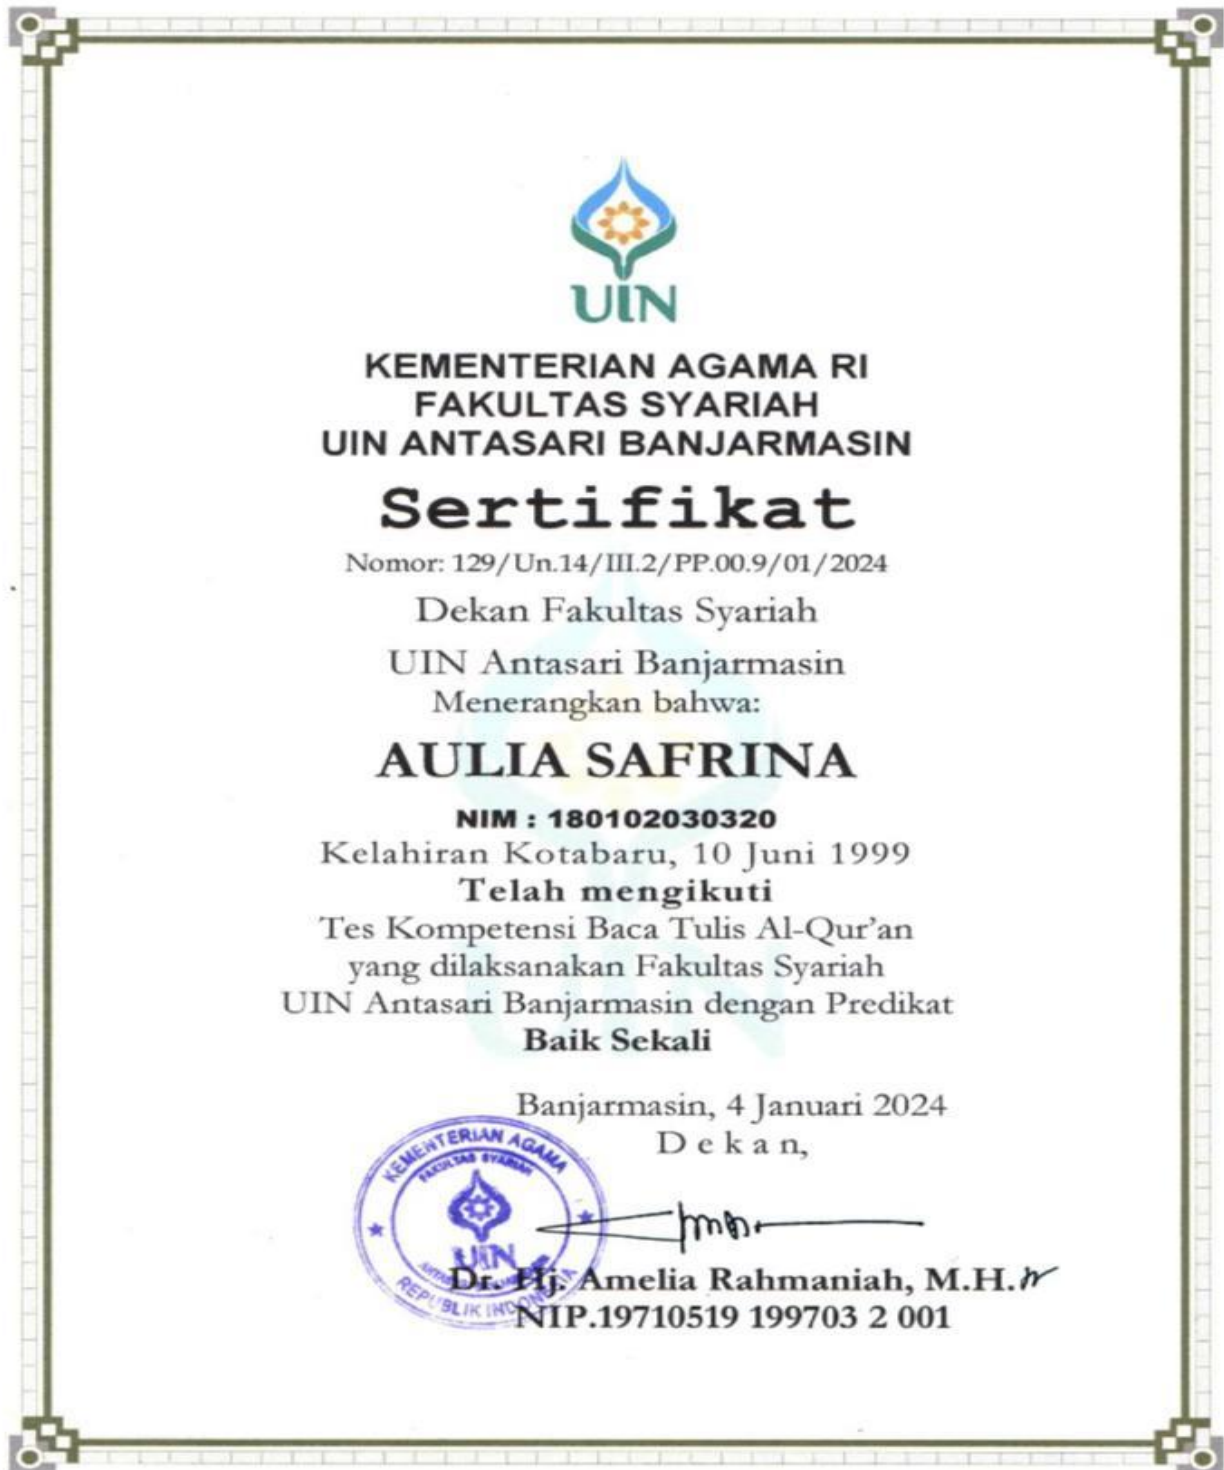 UIN
KEMENTERIAN AGAMA RI
FAKULTAS SYARIAH
UIN ANTASARI BANJARMASIN
Sertifikat
Nomor: 129/Un.14/III.2/PP.00.9/01/2024
Dekan Fakultas Syariah
UIN Antasari Banjarmasin
Menerangkan bahwa:
AULIA SAFRINA
NIM : 180102030320
Kelahiran Kotabaru, 10 Juni 1999
Telah mengikuti
Tes Kompetensi Baca Tulis Al-Qur'an
yang dilaksanakan Fakultas Syariah
UIN Antasari Banjarmasin dengan Predikat
Baik Sekali
Banjarmasin, 4 Januari 2024
D e k a n,
KEMENTERIAN AGAMA
FAKULTAS SYARIAH
UIN
REPUBLIK INDONESIA
Dr. Hj. Amelia Rahmaniah, M.H.
NIP.19710519 199703 2 001